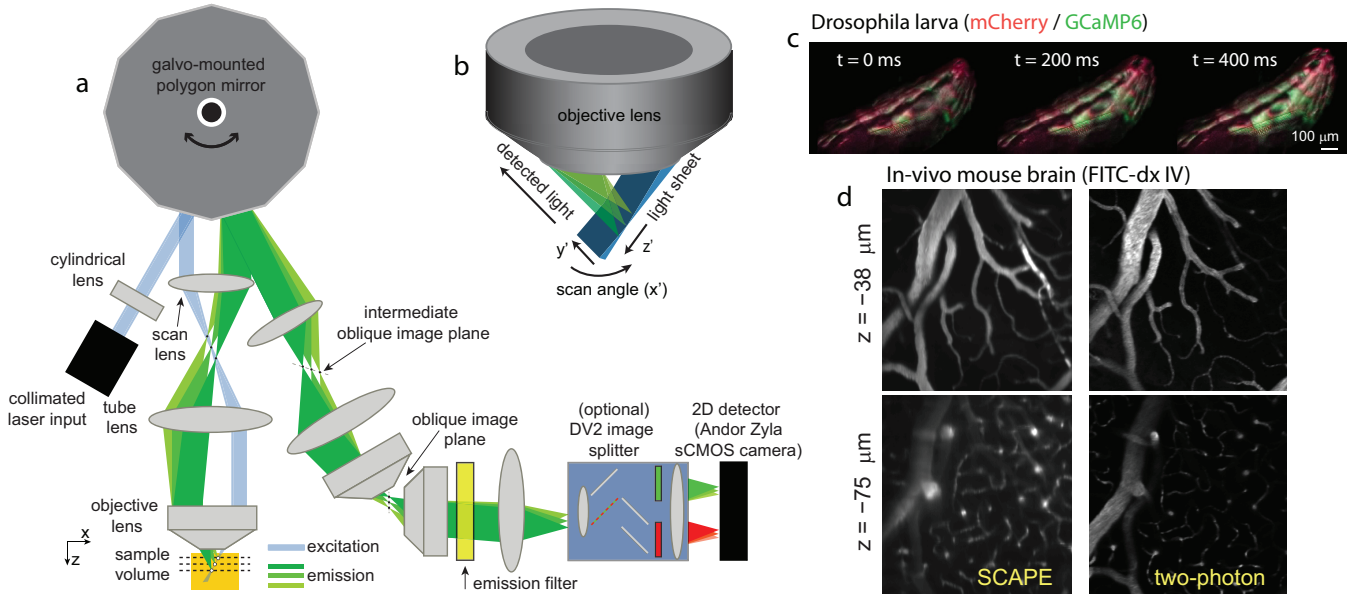 a
galvo-mounted
polygon mirror
cylindrical
lens
scan
lens
collimated
laser input
tube
lens
intermediate
oblique image plane
oblique image
plane
(optional)
DV2 image
splitter
2D detector
(Andor Zyla
sCMOS camera)
objective
lens
x
z
sample
volume
excitation
emission
emission filter
b
objective lens
detected light
light sheet
y'
z'
scan angle (x')
Drosophila larva (mCherry / GCaMP6)
c
t = 0 ms
t = 200 ms
t = 400 ms
100 μm
In-vivo mouse brain (FITC-dx IV)
d
z = −38 μm
z = −75 μm
SCAPE
two-photon